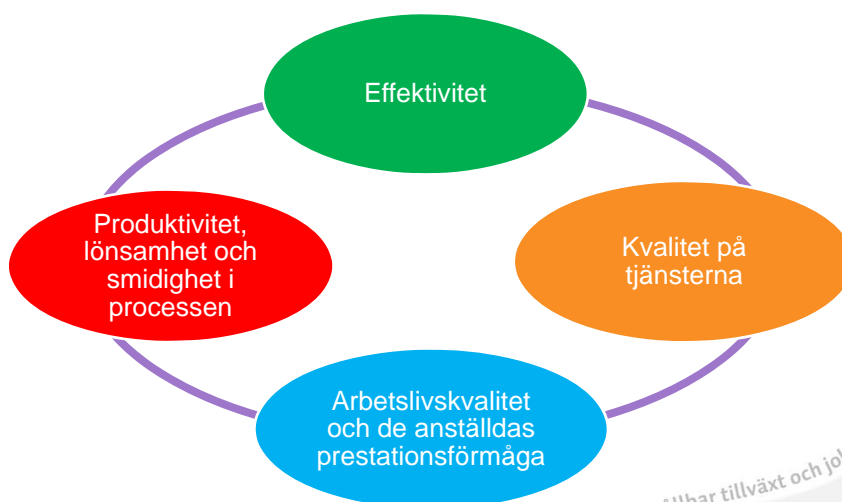 Effektivitet
Produktivitet,
lönsamhet och
smidighet i
processen
Kvalitet på
tjänsterna
Arbetslivskvalitet
och de anställdas
prestationsförmåga
tillväxt och